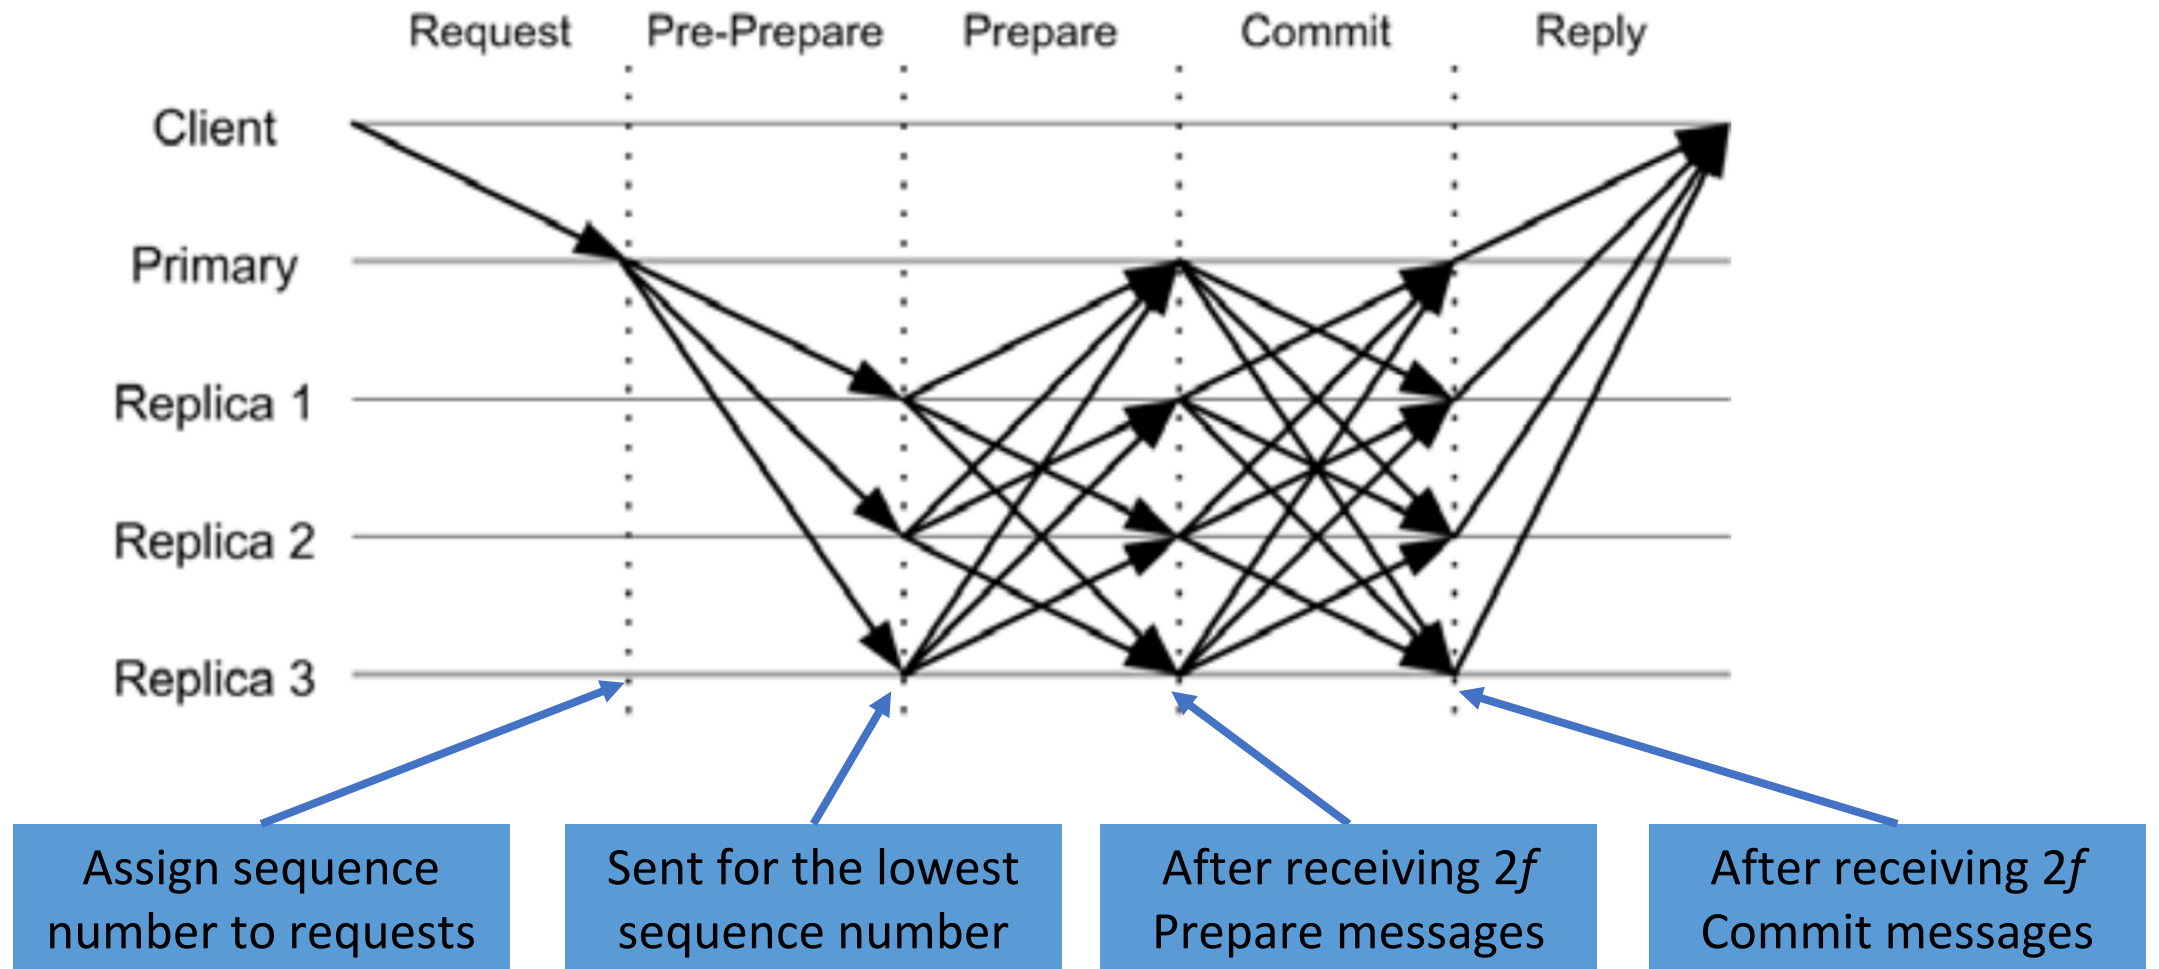 Request Pre-Prepare Prepare Commit Reply
Client
Primary
Replica 1
Replica 2
Replica 3
Assign sequence
number to requests
Sent for the lowest
sequence number
After receiving 2f
Prepare messages
After receiving 2f
Commit messages